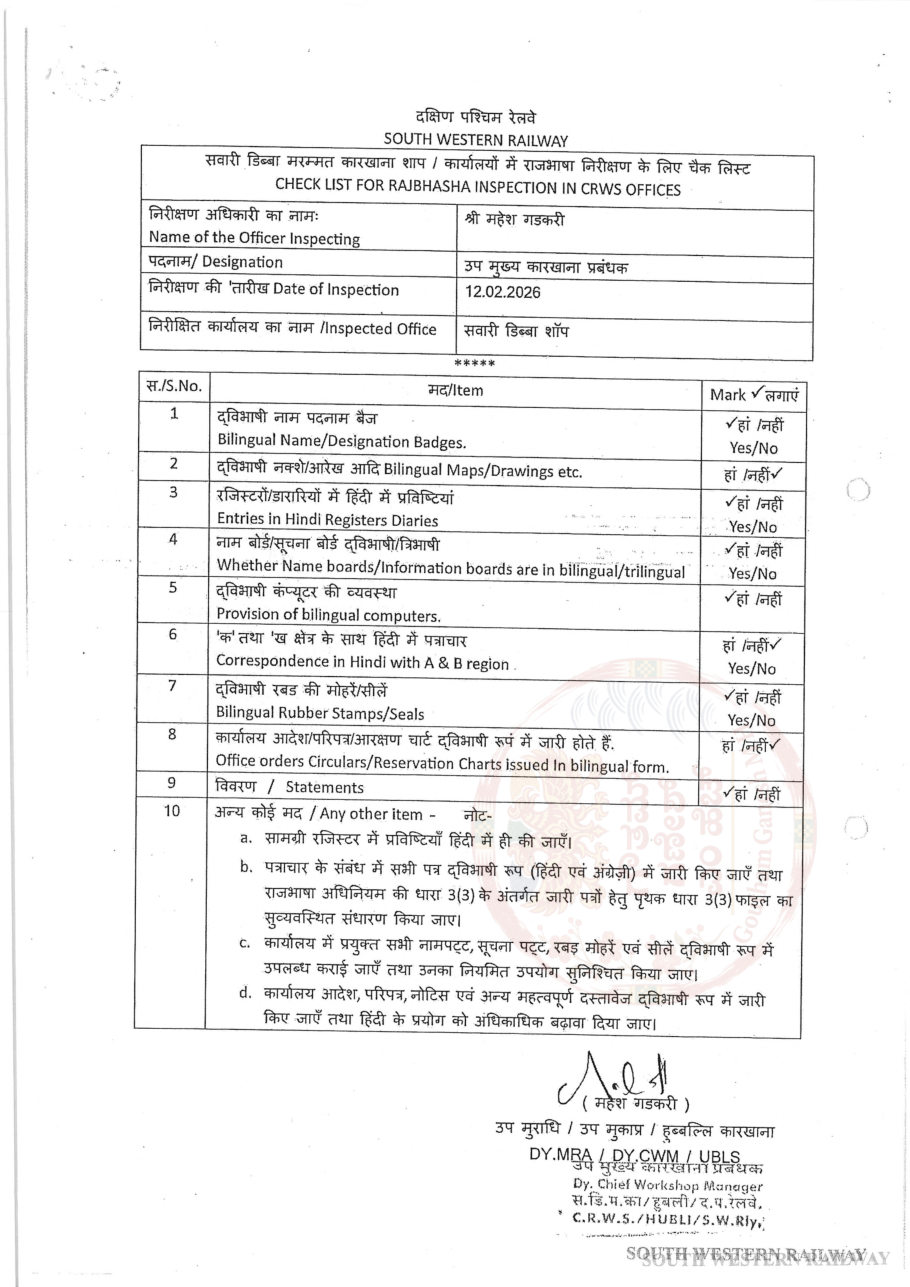 दक्षिण पश्चिम रेलवे
SOUTH WESTERN RAILWAY
सवारी डिब्बा मरम्मत कारखाना शाप / कार्यालयों में राजभाषा निरीक्षण के लिए चैक लिस्ट
CHECK LIST FOR RAJBHASHA INSPECTION IN CRWS OFFICES
निरीक्षण अधिकारी का नामः
Name of the Officer Inspecting
श्री महेश गडकरी
पदनाम/ Designation
उप मुख्य कारखाना प्रबंधक
निरीक्षण की 'तारीख Date of Inspection
12.02.2026
निरीक्षित कार्यालय का नाम /Inspected Office
सवारी डिब्बा शॉप
*****
स./S.No.
मद/Item
Mark ✓लगाएं
1
द्विभाषी नाम पदनाम बैज
Bilingual Name/Designation Badges.
✓हां /नहीं
Yes/No
2
द्विभाषी नक्शे/आरेख आदि Bilingual Maps/Drawings etc.
हां /नहीं✓
3
रजिस्टरों/डारारियों में हिंदी में प्रविष्टियां
Entries in Hindi Registers Diaries
✓हां /नहीं
Yes/No
4
नाम बोर्ड/सूचना बोर्ड द्विभाषी/त्रिभाषी
Whether Name boards/Information boards are in bilingual/trilingual
✓हां /नहीं
Yes/No
5
द्विभाषी कंप्यूटर की व्यवस्था
Provision of bilingual computers.
✓हां /नहीं
6
'क' तथा 'ख क्षेत्र के साथ हिंदी में पत्राचार
Correspondence in Hindi with A & B region .
हां /नहीं✓
Yes/No
7
द्विभाषी रबड की मोहरें/सीलें
Bilingual Rubber Stamps/Seals
✓हां /नहीं
Yes/No
8
कार्यालय आदेश/परिपत्र/आरक्षण चार्ट द्विभाषी रूप में जारी होते हैं.
Office orders Circulars/Reservation Charts issued In bilingual form.
हां /नहीं✓
9
विवरण / Statements
✓हां /नहीं
10
अन्य कोई मद / Any other item - नोट-
a. सामग्री रजिस्टर में प्रविष्टियाँ हिंदी में ही की जाएँ।
b. पत्राचार के संबंध में सभी पत्र द्विभाषी रूप (हिंदी एवं अंग्रेज़ी) में जारी किए जाएँ तथा
राजभाषा अधिनियम की धारा 3(3) के अंतर्गत जारी पत्रों हेतु पृथक धारा 3(3) फाइल का
सुव्यवस्थित संधारण किया जाए।
c. कार्यालय में प्रयुक्त सभी नामपट्ट, सूचना पट्ट, रबड़ मोहरें एवं सीलें द्विभाषी रूप में
उपलब्ध कराई जाएँ तथा उनका नियमित उपयोग सुनिश्चित किया जाए।
d. कार्यालय आदेश, परिपत्र, नोटिस एवं अन्य महत्वपूर्ण दस्तावेज द्विभाषी रूप में जारी
किए जाएँ तथा हिंदी के प्रयोग को अंधिकाधिक बढ़ावा दिया जाए।
( महेश गडकरी )
उप मुराधि / उप मुकाप्र / हुब्बल्लि कारखाना
DY.MRA / DY.CWM / UBLS
उप मुख्य कारखाना प्रबंधक
Dy. Chief Workshop Manager
स.डि.म.का/हुबली/द.प.रेलवे.
C.R.W.S./HUBLI/S.W.Rly.
SOUTH WESTERN RAILWAY